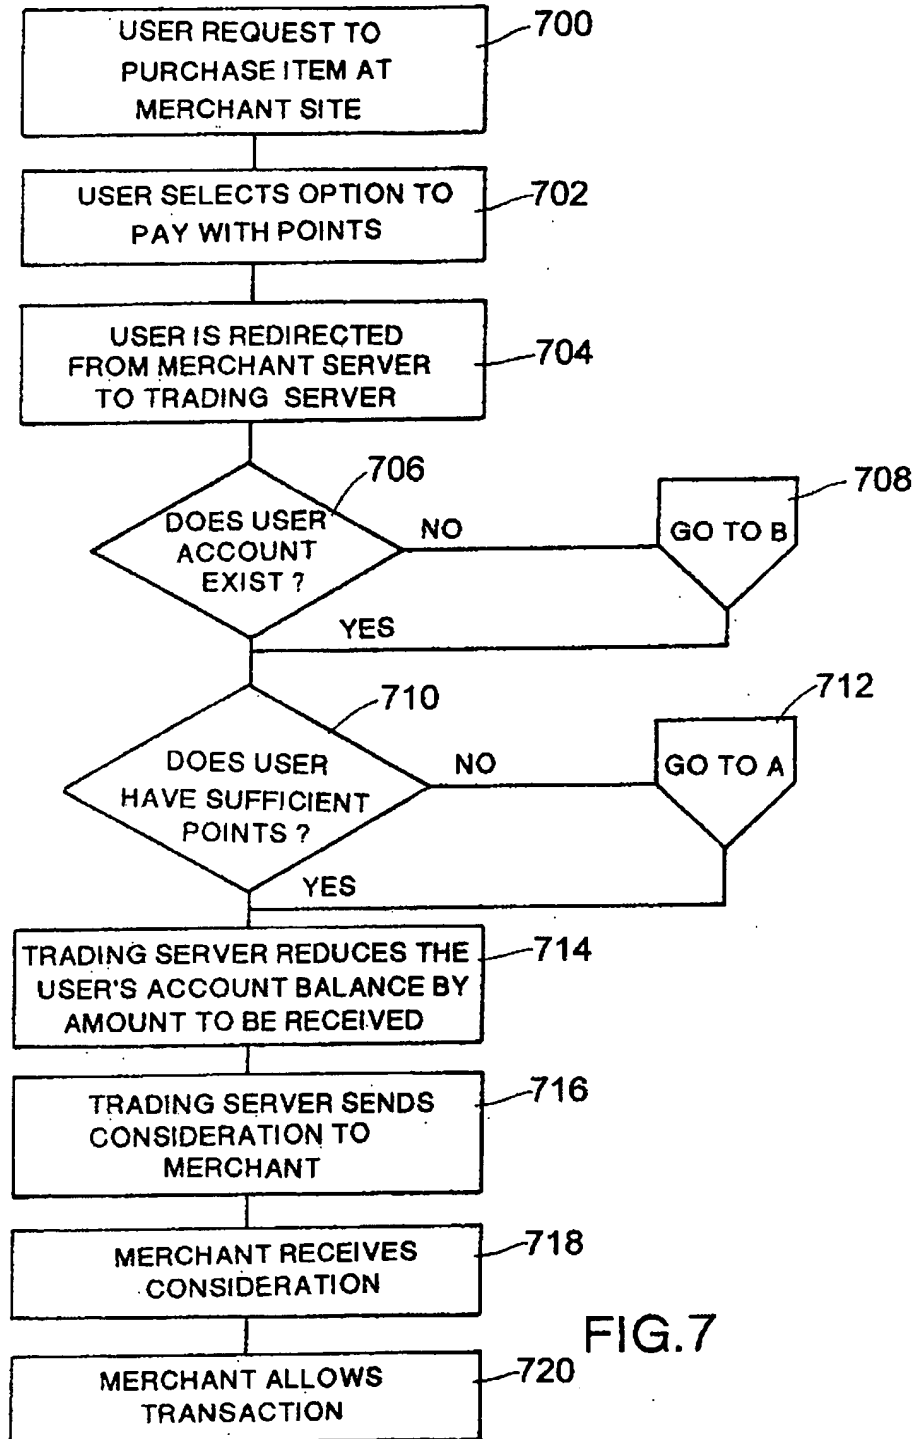 USER REQUEST TO
PURCHASE ITEM AT
MERCHANT SITE
700
USER SELECTS OPTION TO
PAY WITH POINTS
702
USER IS REDIRECTED
FROM MERCHANT SERVER
TO TRADING SERVER
704
706
DOES USER
ACCOUNT
EXIST ?
NO
708
GO TO B
YES
710
DOES USER
HAVE SUFFICIENT
POINTS ?
NO
712
GO TO A
YES
TRADING SERVER REDUCES THE
USER'S ACCOUNT BALANCE BY
AMOUNT TO BE RECEIVED
714
TRADING SERVER SENDS
CONSIDERATION TO
MERCHANT
716
MERCHANT RECEIVES
CONSIDERATION
718
FIG.7
MERCHANT ALLOWS
TRANSACTION
720